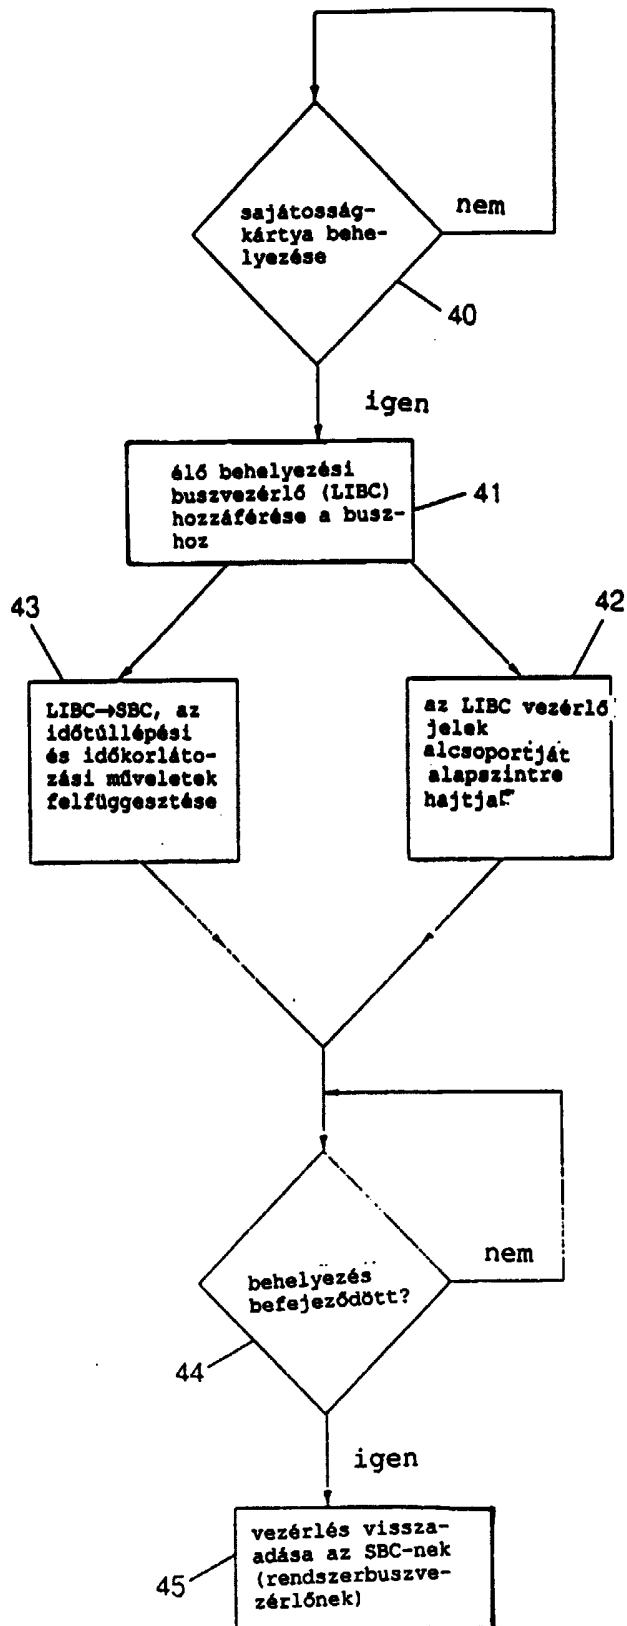 sajátosság-
kártya behe-
lyezése
nem
40
igen
élő behelyezési
buszvezérlő (LIBC)
hozzáférése a busz-
hoz
41
43
42
LIBC→SBC, az
időtúllépési
és időkorláto-
zási műveletek
felfüggesztése
az LIBC vezérlő
jelek
alcsoportját
alapszintre
hajtja
nem
behelyezés
befejeződött?
44
igen
vezérlés vissza-
adása az SBC-nek
(rendszerbuszve-
zérlőnek)
45